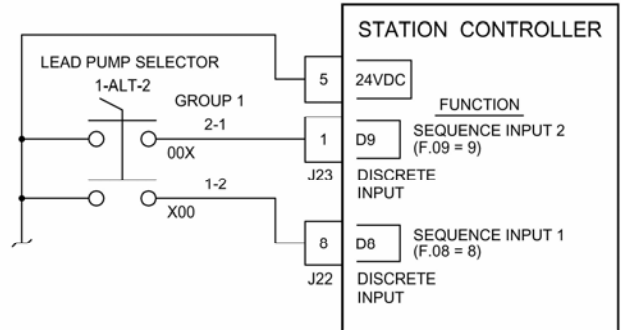 STATION CONTROLLER
LEAD PUMP SELECTOR
1-ALT-2
GROUP 1
5
24VDC
FUNCTION
2-1
00X
1
D9
SEQUENCE INPUT 2
(F.09 = 9)
J23
DISCRETE
INPUT
1-2
X00
8
D8
SEQUENCE INPUT 1
(F.08 = 8)
J22
DISCRETE
INPUT